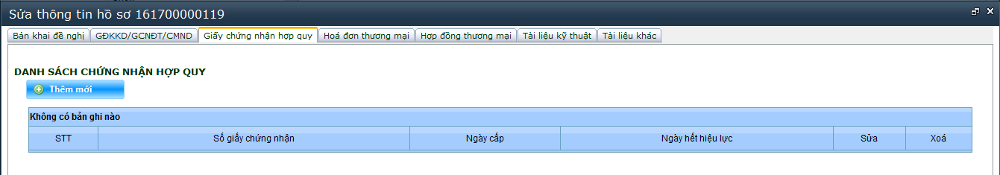 Sửa thông tin hồ sơ 161700000119
Bản khai đề nghị GĐKKD/GCNĐT/CMND Giấy chứng nhận hợp quy Hoá đơn thương mại Hợp đồng thương mại Tài liệu kỹ thuật Tài liệu khác
DANH SÁCH CHỨNG NHẬN HỢP QUY
Thêm mới
Không có bản ghi nào
STT Số giấy chứng nhận Ngày cấp Ngày hết hiệu lực Sửa Xoá